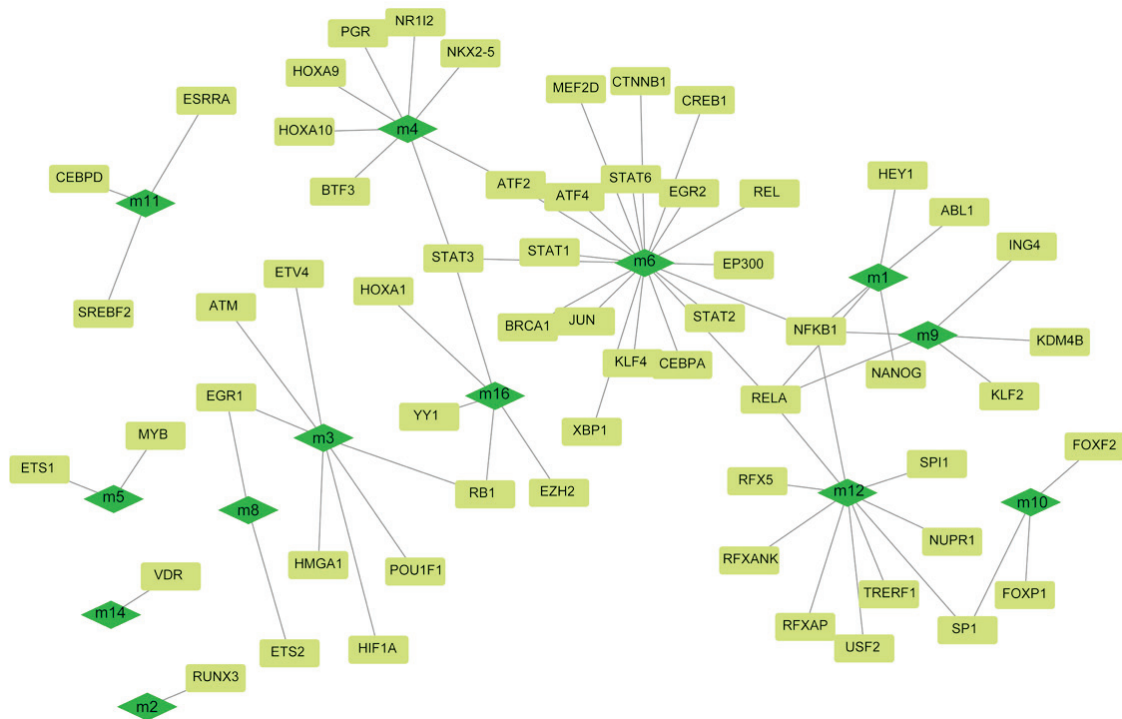 NR1I2
PGR
NKX2-5
HOXA9
CTNNB1
MEF2D
CREB1
ESRRA
HOXA10
m4
CEBPD
HEY1
STAT6
ATF2
ATF4
EGR2
REL
BTF3
m11
ABL1
ING4
STAT1
STAT3
m6
EP300
ETV4
m1
HOXA1
ATM
SREBF2
STAT2
BRCA1
JUN
NFKB1
m9
KDM4B
KLF4
CEBPA
NANOG
EGR1
m16
RELA
KLF2
YY1
XBP1
MYB
m3
FOXF2
ETS1
SPI1
RFX5
m5
RB1
EZH2
m12
m10
m8
NUPR1
RFXANK
HMGA1
POU1F1
VDR
TRERF1
FOXP1
m14
RFXAP
SP1
ETS2
HIF1A
USF2
RUNX3
m2